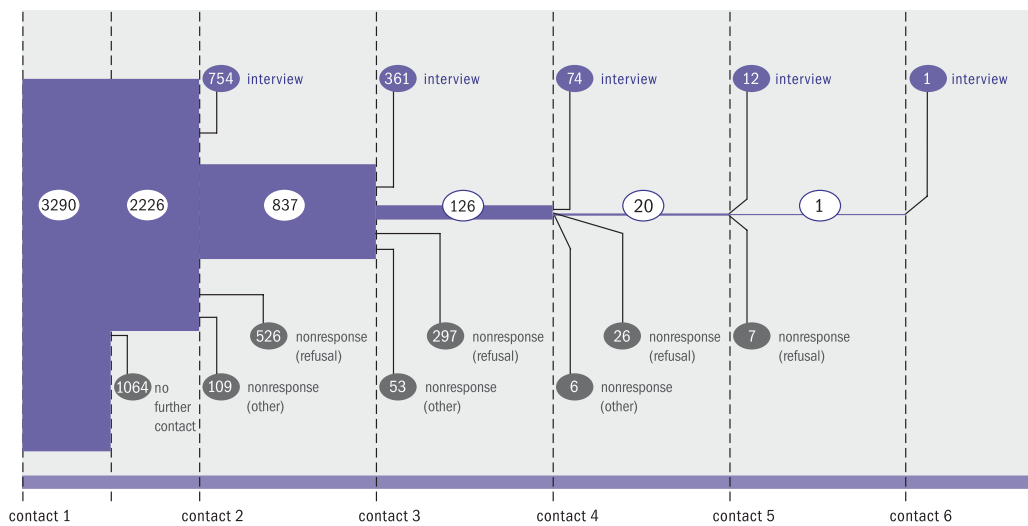 754 interview
361 interview
74 interview
12 interview
1 interview
3290
2226
837
126
20
1
526 nonresponse
(refusal)
297 nonresponse
(refusal)
26 nonresponse
(refusal)
7 nonresponse
(refusal)
1064 no
further
contact
109 nonresponse
(other)
53 nonresponse
(other)
6 nonresponse
(other)
contact 1
contact 2
contact 3
contact 4
contact 5
contact 6